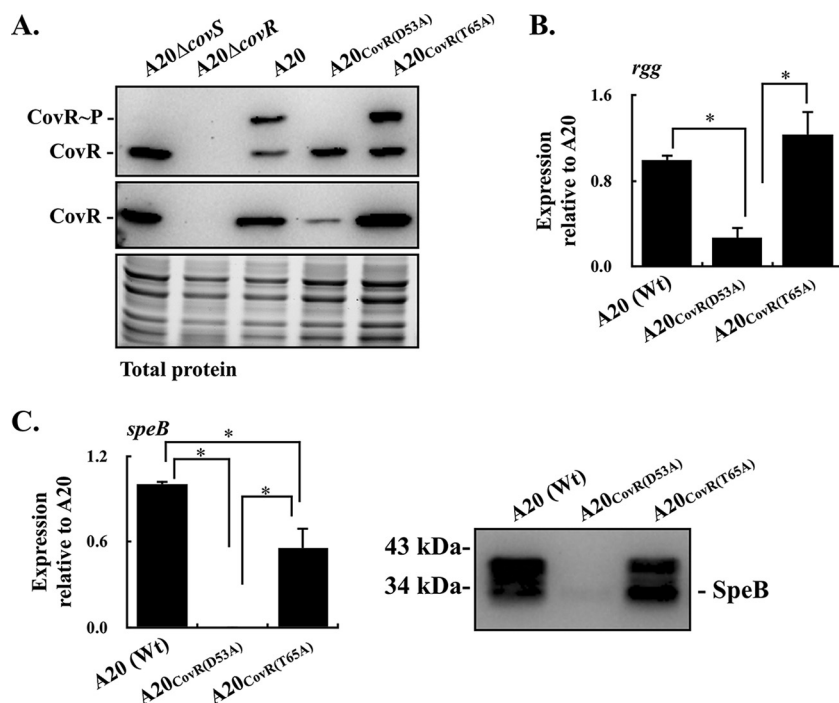 A.
A20ΔcovS A20ΔcovR A20 A20CovR(D53A) A20CovR(T65A)
CovR~P -
CovR -
CovR -
Total protein
B.
rgg
Expression
relative to A20
1.6
0.8
0.0
*
*
A20 (Wt) A20CovR(D53A) A20CovR(T65A)
C.
speB
Expression
relative to A20
1.2
0.6
0.0
*
*
*
A20 (Wt) A20CovR(D53A) A20CovR(T65A)
A20 (Wt) A20CovR(D53A) A20CovR(T65A)
43 kDa-
34 kDa-
- SpeB